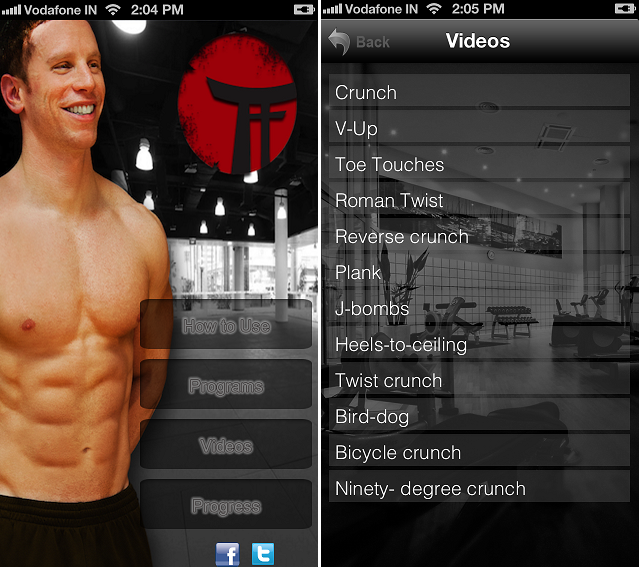 Vodafone IN 2:04 PM
How to Use
Programs
Videos
Progress
f
t
Vodafone IN 2:05 PM
Back Videos
Crunch
V-Up
Toe Touches
Roman Twist
Reverse crunch
Plank
J-bombs
Heels-to-ceiling
Twist crunch
Bird-dog
Bicycle crunch
Ninety- degree crunch